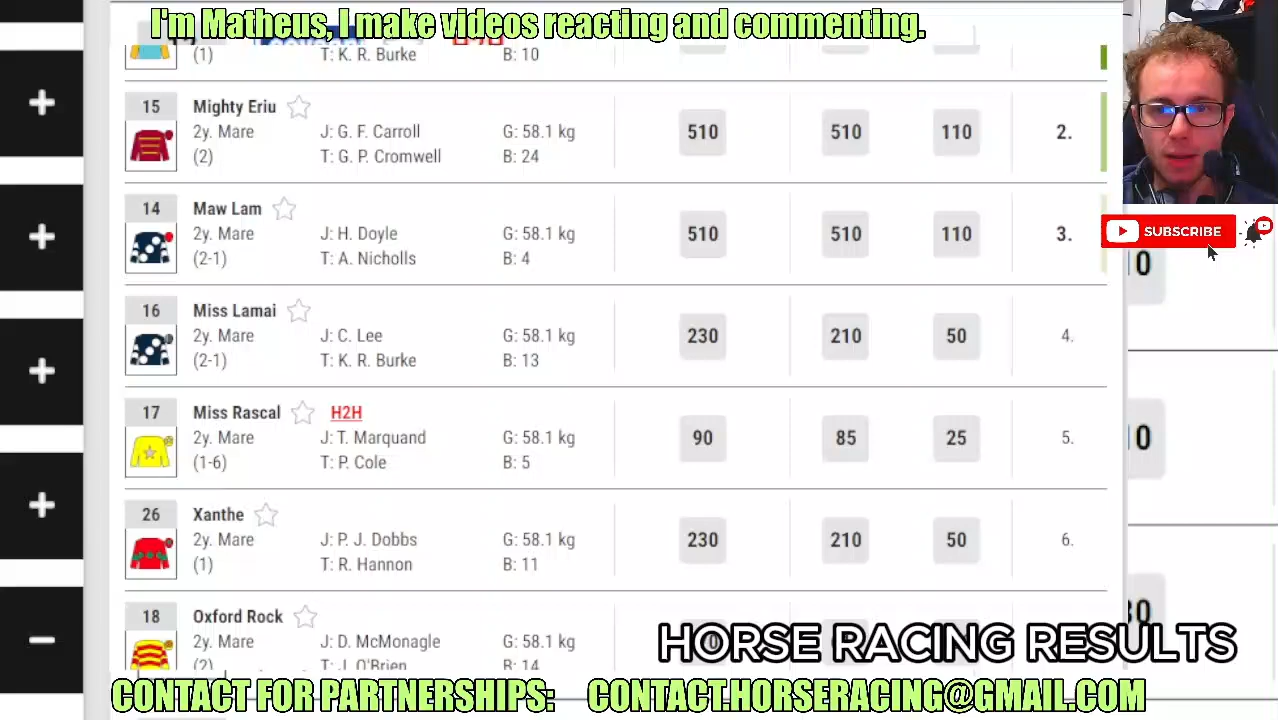 I'm Matheus, I make videos reacting and commenting.
(1) T: K. R. Burke B: 10
15 Mighty Eriu
2y. Mare J: G. F. Carroll G: 58.1 kg 510 510 110 2.
(2) T: G. P. Cromwell B: 24
14 Maw Lam
2y. Mare J: H. Doyle G: 58.1 kg 510 510 110 3.
(2-1) T: A. Nicholls B: 4
SUBSCRIBE
16 Miss Lamai
2y. Mare J: C. Lee G: 58.1 kg 230 210 50 4.
(2-1) T: K. R. Burke B: 13
17 Miss Rascal H2H
2y. Mare J: T. Marquand G: 58.1 kg 90 85 25 5.
(1-6) T: P. Cole B: 5
26 Xanthe
2y. Mare J: P. J. Dobbs G: 58.1 kg 230 210 50 6.
(1) T: R. Hannon B: 11
18 Oxford Rock
2y. Mare J: D. McMonagle G: 58.1 kg
(2) T: J. O'Brien B: 14
HORSE RACING RESULTS
CONTACT FOR PARTNERSHIPS: CONTACT.HORSERACING@GMAIL.COM